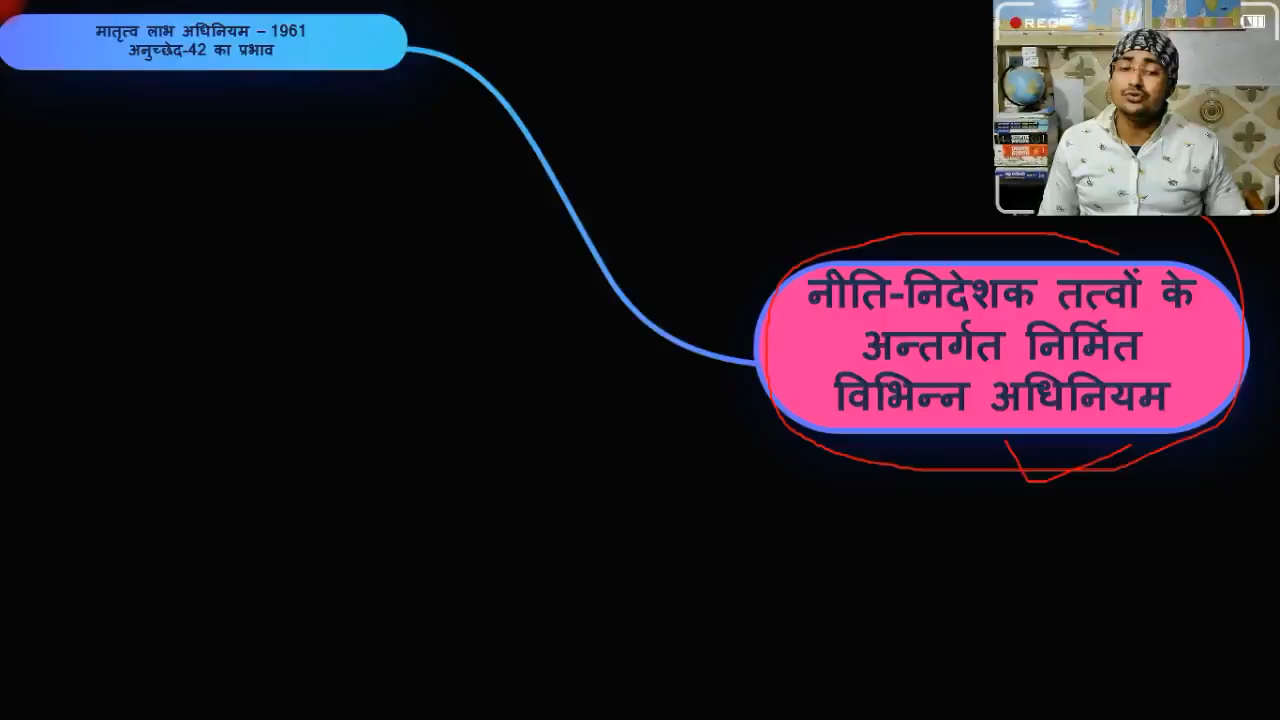 मातृत्व लाभ अधिनियम – 1961
अनुच्छेद-42 का प्रभाव
नीति-निदेशक तत्वों के
अन्तर्गत निर्मित
विभिन्न अधिनियम